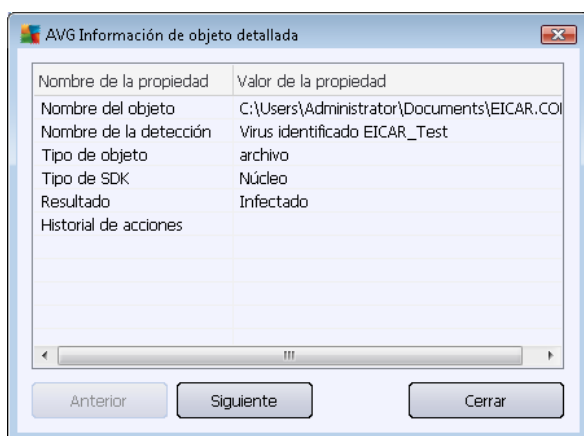 AVG Información de objeto detallada
Nombre de la propiedad Valor de la propiedad
Nombre del objeto C:\Users\Administrator\Documents\EICAR.CO
Nombre de la detección Virus identificado EICAR_Test
Tipo de objeto archivo
Tipo de SDK Núcleo
Resultado Infectado
Historial de acciones
Anterior Siguiente Cerrar